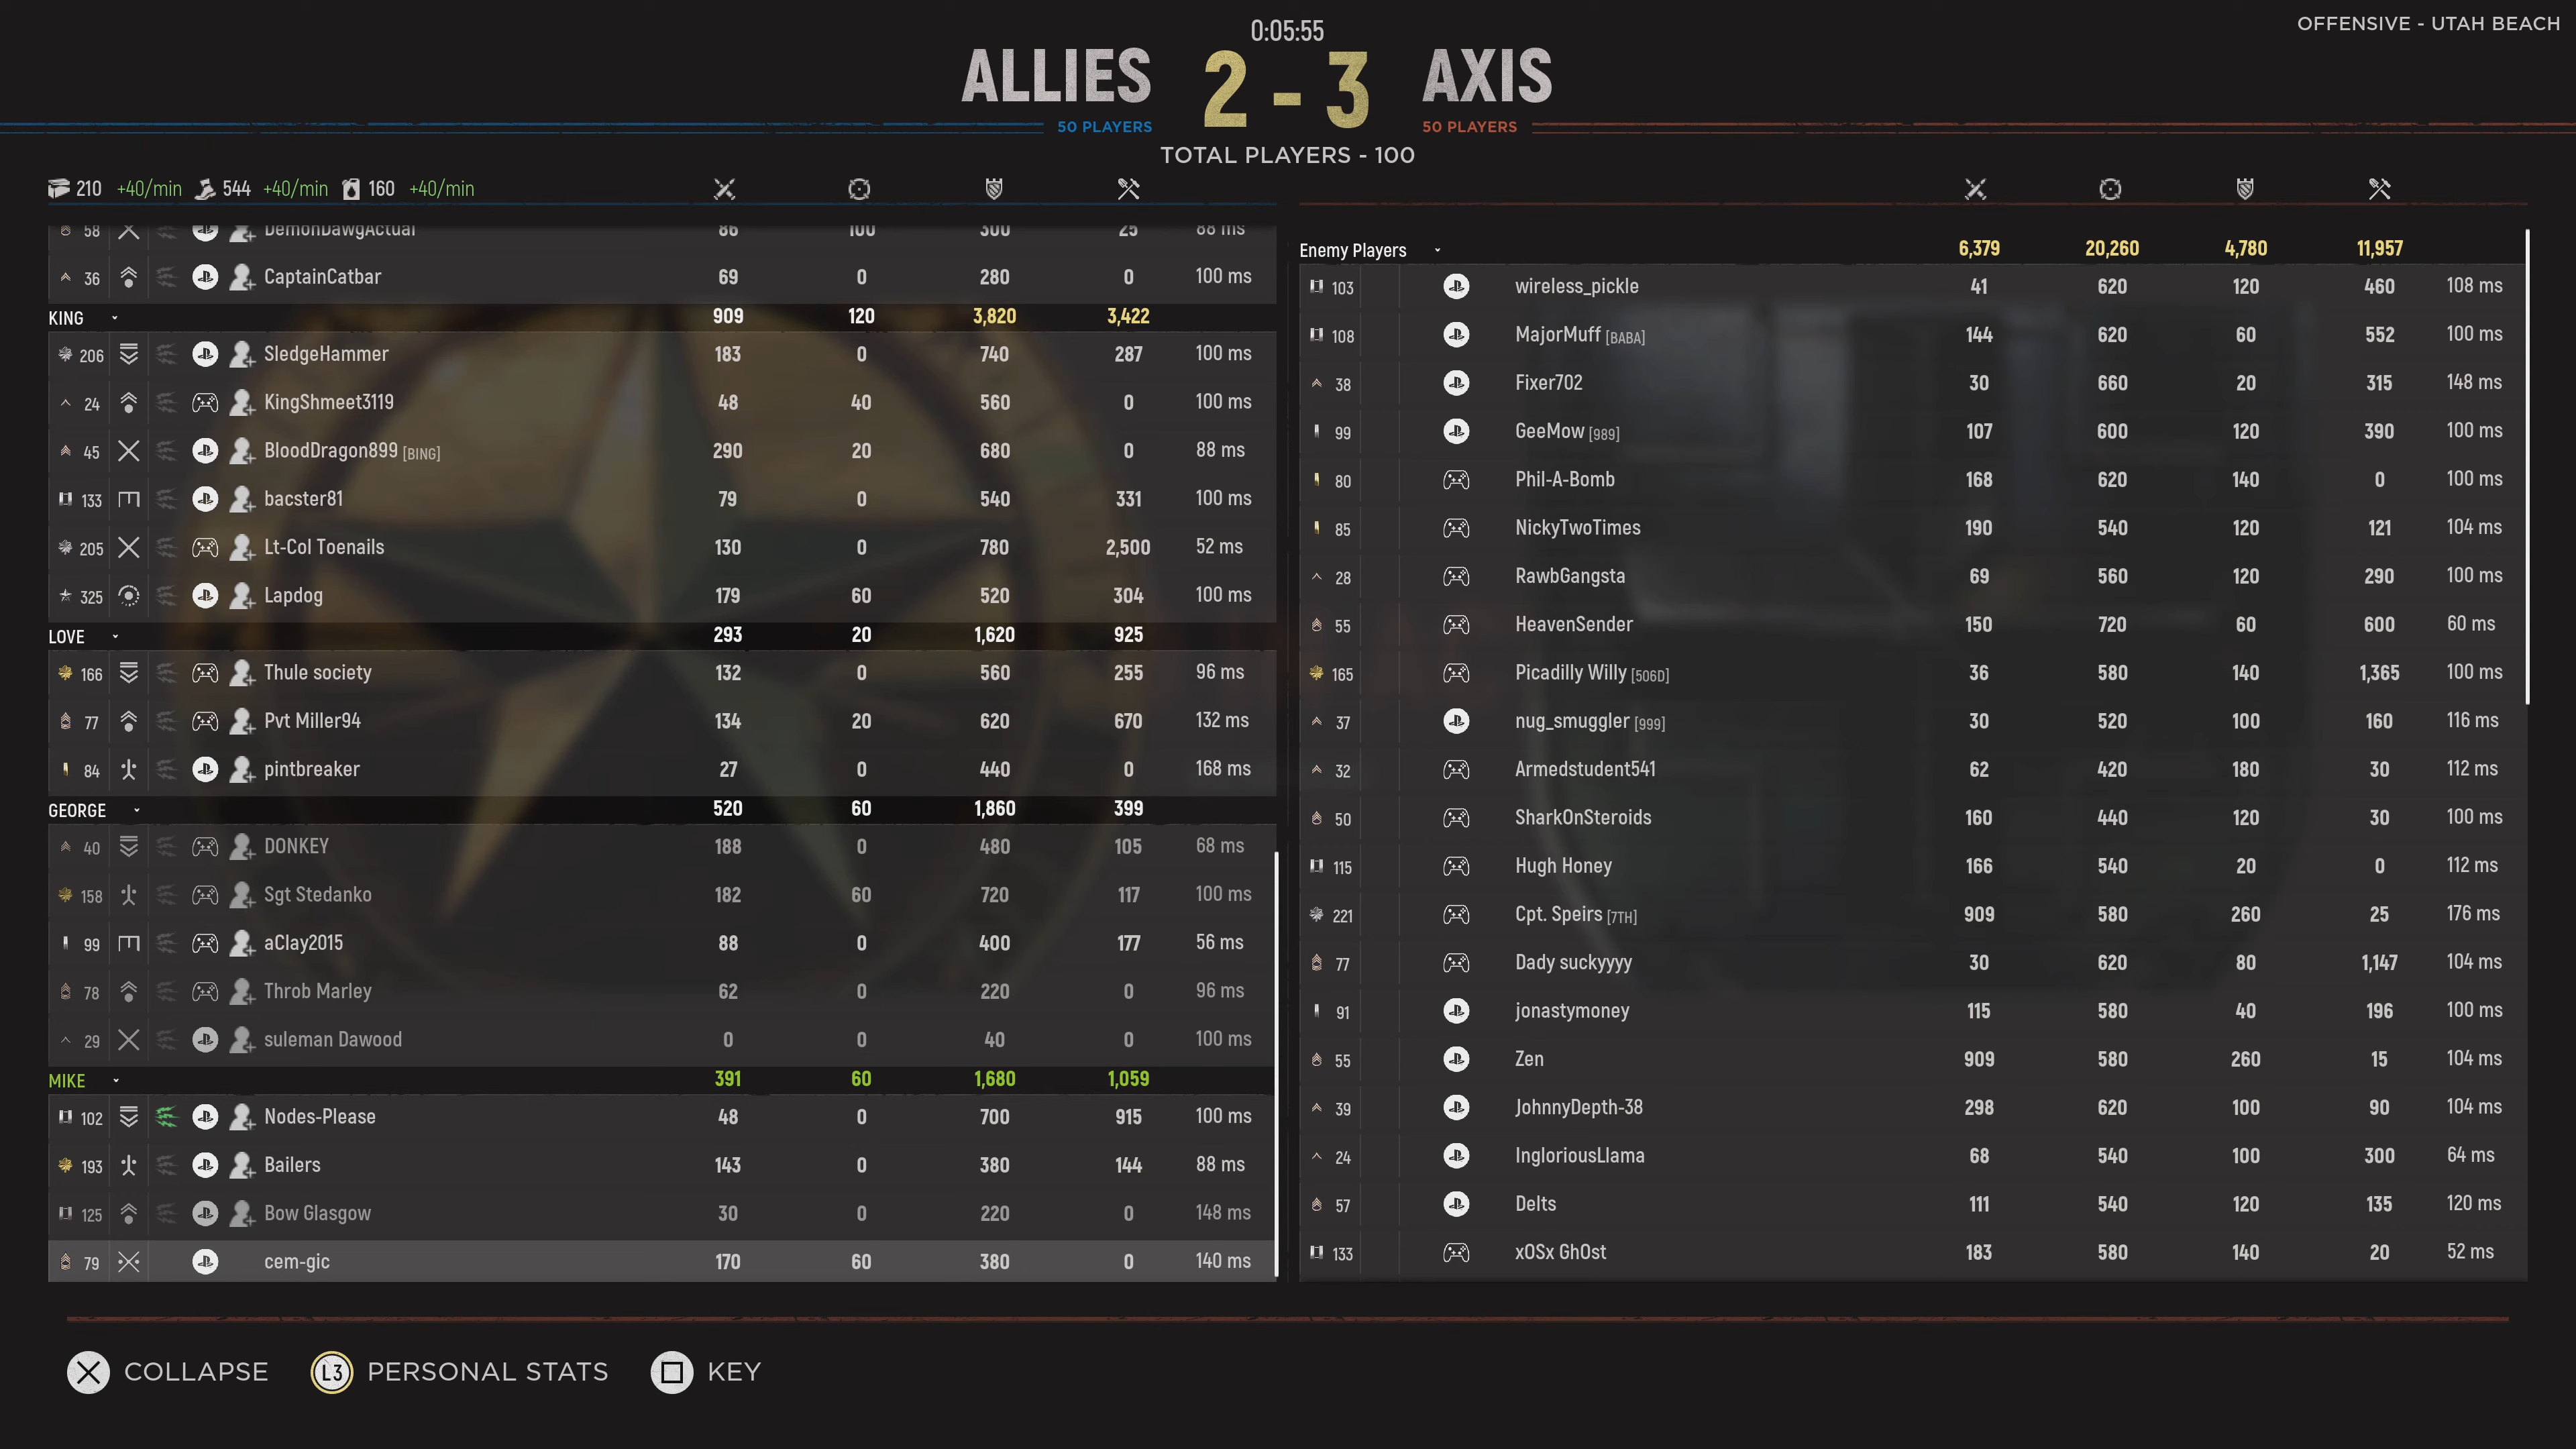 0:05:55
OFFENSIVE - UTAH BEACH
ALLIES 2 - 3 AXIS
50 PLAYERS 50 PLAYERS
TOTAL PLAYERS - 100
210 +40/min 544 +40/min 160 +40/min
58 DemonDawgActual 86 100 300 25 88 ms
36 CaptainCatbar 69 0 280 0 100 ms
KING 909 120 3,820 3,422
206 SledgeHammer 183 0 740 287 100 ms
24 KingShmeet3119 48 40 560 0 100 ms
45 BloodDragon899 [BING] 290 20 680 0 88 ms
133 bacster81 79 0 540 331 100 ms
205 Lt-Col Toenails 130 0 780 2,500 52 ms
325 Lapdog 179 60 520 304 100 ms
LOVE 293 20 1,620 925
166 Thule society 132 0 560 255 96 ms
77 Pvt Miller94 134 20 620 670 132 ms
84 pintbreaker 27 0 440 0 168 ms
GEORGE 520 60 1,860 399
40 DONKEY 188 0 480 105 68 ms
158 Sgt Stedanko 182 60 720 117 100 ms
99 aClay2015 88 0 400 177 56 ms
78 Throb Marley 62 0 220 0 96 ms
29 suleman Dawood 0 0 40 0 100 ms
MIKE 391 60 1,680 1,059
102 Nodes-Please 48 0 700 915 100 ms
193 Bailers 143 0 380 144 88 ms
125 Bow Glasgow 30 0 220 0 148 ms
79 cem-gic 170 60 380 0 140 ms
Enemy Players 6,379 20,260 4,780 11,957
103 wireless_pickle 41 620 120 460 108 ms
108 MajorMuff [BABA] 144 620 60 552 100 ms
38 Fixer702 30 660 20 315 148 ms
99 GeeMow [989] 107 600 120 390 100 ms
80 Phil-A-Bomb 168 620 140 0 100 ms
85 NickyTwoTimes 190 540 120 121 104 ms
28 RawbGangsta 69 560 120 290 100 ms
55 HeavenSender 150 720 60 600 60 ms
165 Picadilly Willy [506D] 36 580 140 1,365 100 ms
37 nug_smuggler [999] 30 520 100 160 116 ms
32 Armedstudent541 62 420 180 30 112 ms
50 SharkOnSteroids 160 440 120 30 100 ms
115 Hugh Honey 166 540 20 0 112 ms
221 Cpt. Speirs [7TH] 909 580 260 25 176 ms
77 Dady suckyyyy 30 620 80 1,147 104 ms
91 jonastymoney 115 580 40 196 100 ms
55 Zen 909 580 260 15 104 ms
39 JohnnyDepth-38 298 620 100 90 104 ms
24 IngloriousLlama 68 540 100 300 64 ms
57 Delts 111 540 120 135 120 ms
133 xOSx GhOst 183 580 140 20 52 ms
COLLAPSE L3 PERSONAL STATS KEY